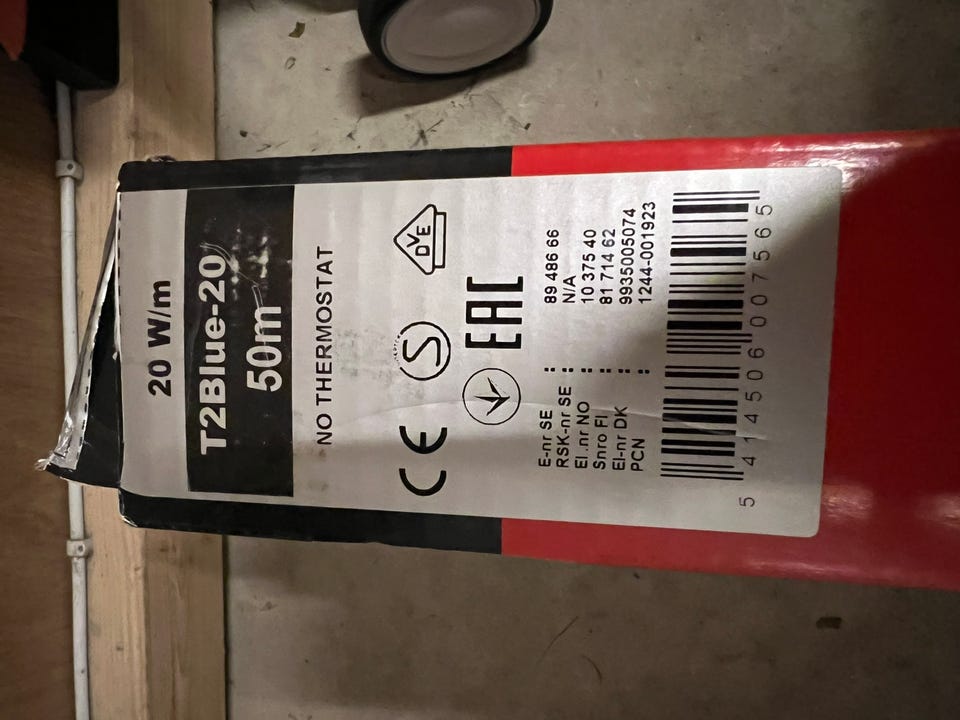 20 W/m
T2Blue-20
50m
NO THERMOSTAT
CE
S
DVE
EAC
E-nr SE : 89 486 66
RSK-nr SE : N/A
El .nr NO : 10 375 40
Snro FI : 81 714 62
El-nr DK : 9935005074
PCN : 1244-001923
5 414506 007565